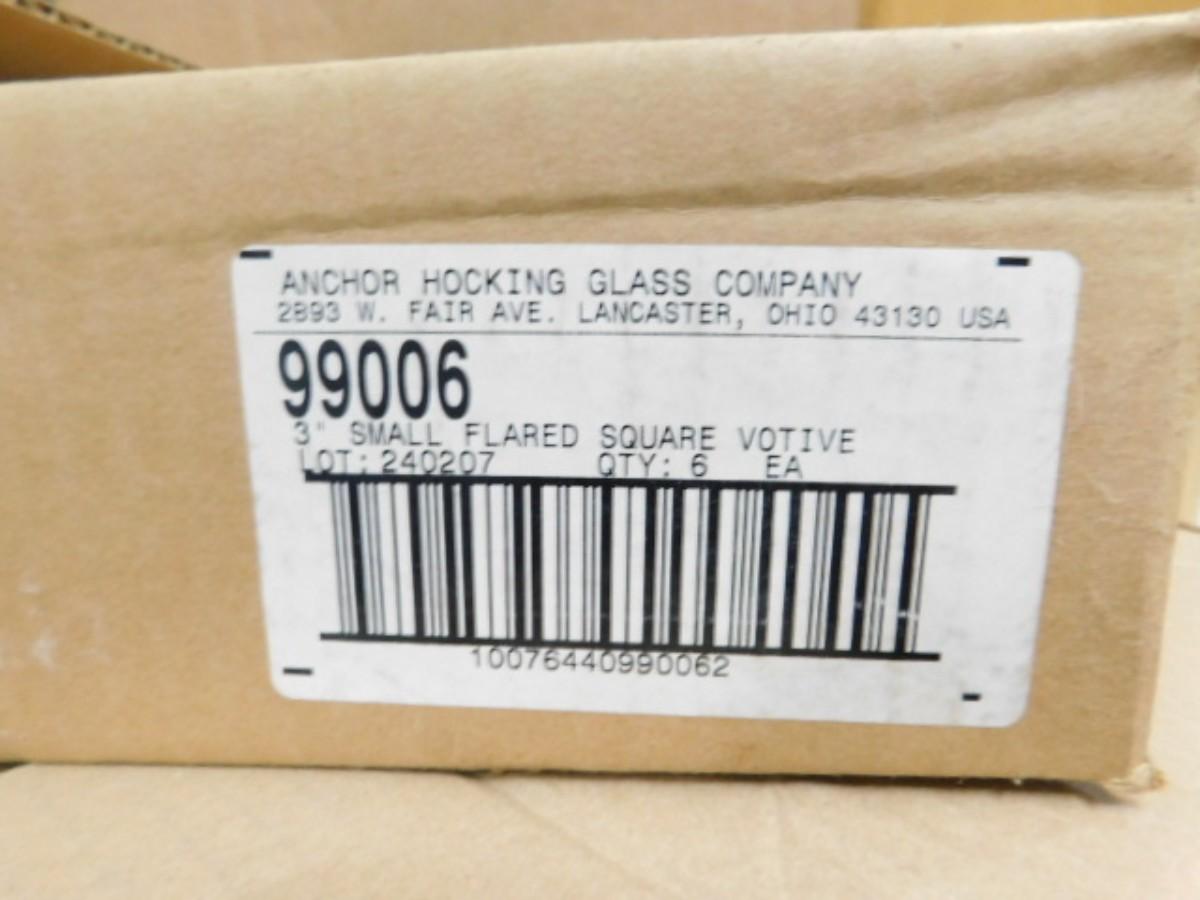 ANCHOR HOCKING GLASS COMPANY
2893 W. FAIR AVE. LANCASTER, OHIO 43130 USA
99006
3" SMALL FLARED SQUARE VOTIVE
LOT: 240207 QTY: 6 EA
10076440990062